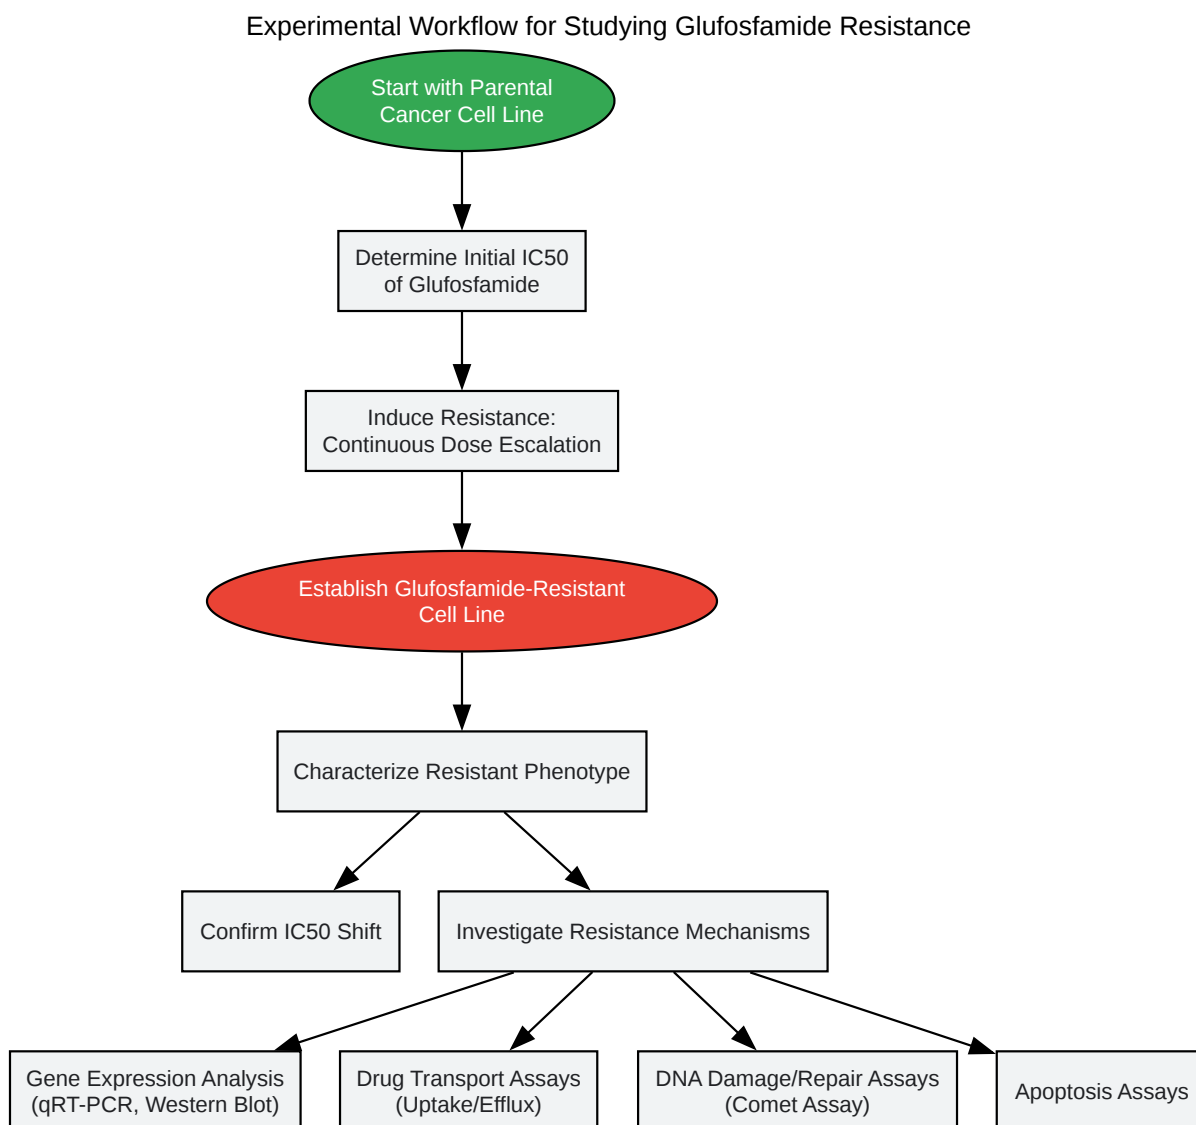 Experimental Workflow for Studying Glufosfamide Resistance
Start with Parental
Cancer Cell Line
Determine Initial IC50
of Glufosfamide
Induce Resistance:
Continuous Dose Escalation
Establish Glufosfamide-Resistant
Cell Line
Characterize Resistant Phenotype
Confirm IC50 Shift
Investigate Resistance Mechanisms
Gene Expression Analysis
(qRT-PCR, Western Blot)
Drug Transport Assays
(Uptake/Efflux)
DNA Damage/Repair Assays
(Comet Assay)
Apoptosis Assays